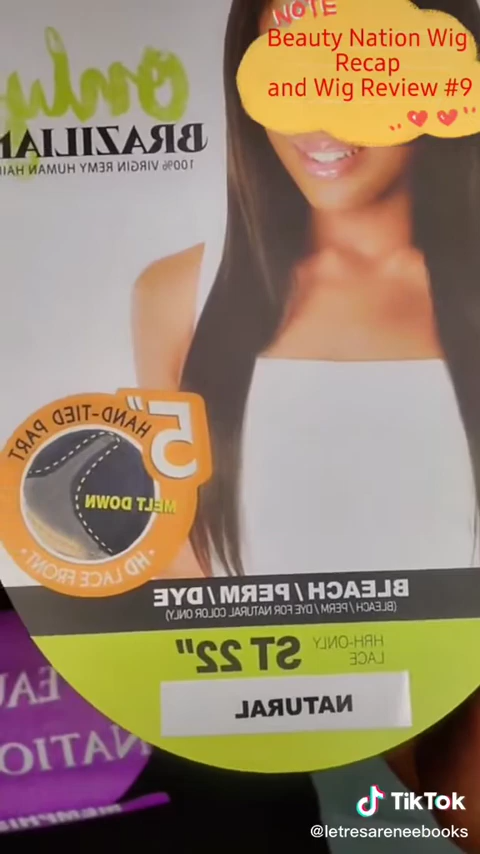 NOTE
Beauty Nation Wig
Recap
and Wig Review #9
only
BRAZILIAN
100% VIRGIN REMY HUMAN HAIR
5"
HAND-TIED PART
MELT DOWN
HD LACE FRONT
BLEACH / PERM / DYE
(BLEACH / PERM / DYE FOR NATURAL COLOR ONLY)
HRH-ONLY
LACE
ST 22"
NATURAL
NATIO
TikTok
@letresareneebooks